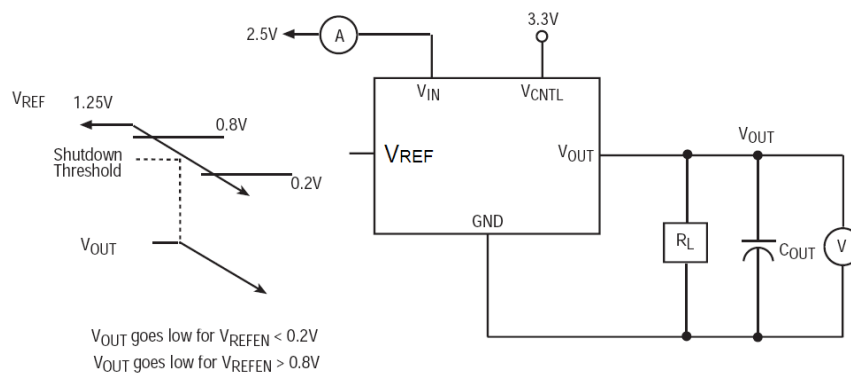 2.5V
A
3.3V
VIN
VCNTL
VREF
1.25V
0.8V
Shutdown
Threshold
0.2V
VOUT
VREF
VOUT
GND
VOUT
RL
COUT
V
VOUT goes low for VREFEN < 0.2V
VOUT goes low for VREFEN > 0.8V